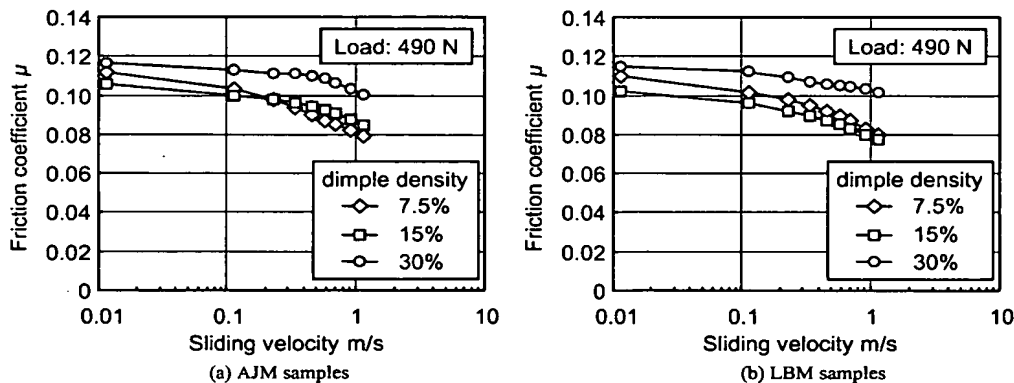 0.14
0.12
0.10
0.08
0.06
0.04
0.02
0
Friction coefficient μ
Load: 490 N
dimple density
7.5%
15%
30%
0.01 0.1 1 10
Sliding velocity m/s
(a) AJM samples
0.14
0.12
0.10
0.08
0.06
0.04
0.02
0
Friction coefficient μ
Load: 490 N
dimple density
7.5%
15%
30%
0.01 0.1 1 10
Sliding velocity m/s
(b) LBM samples